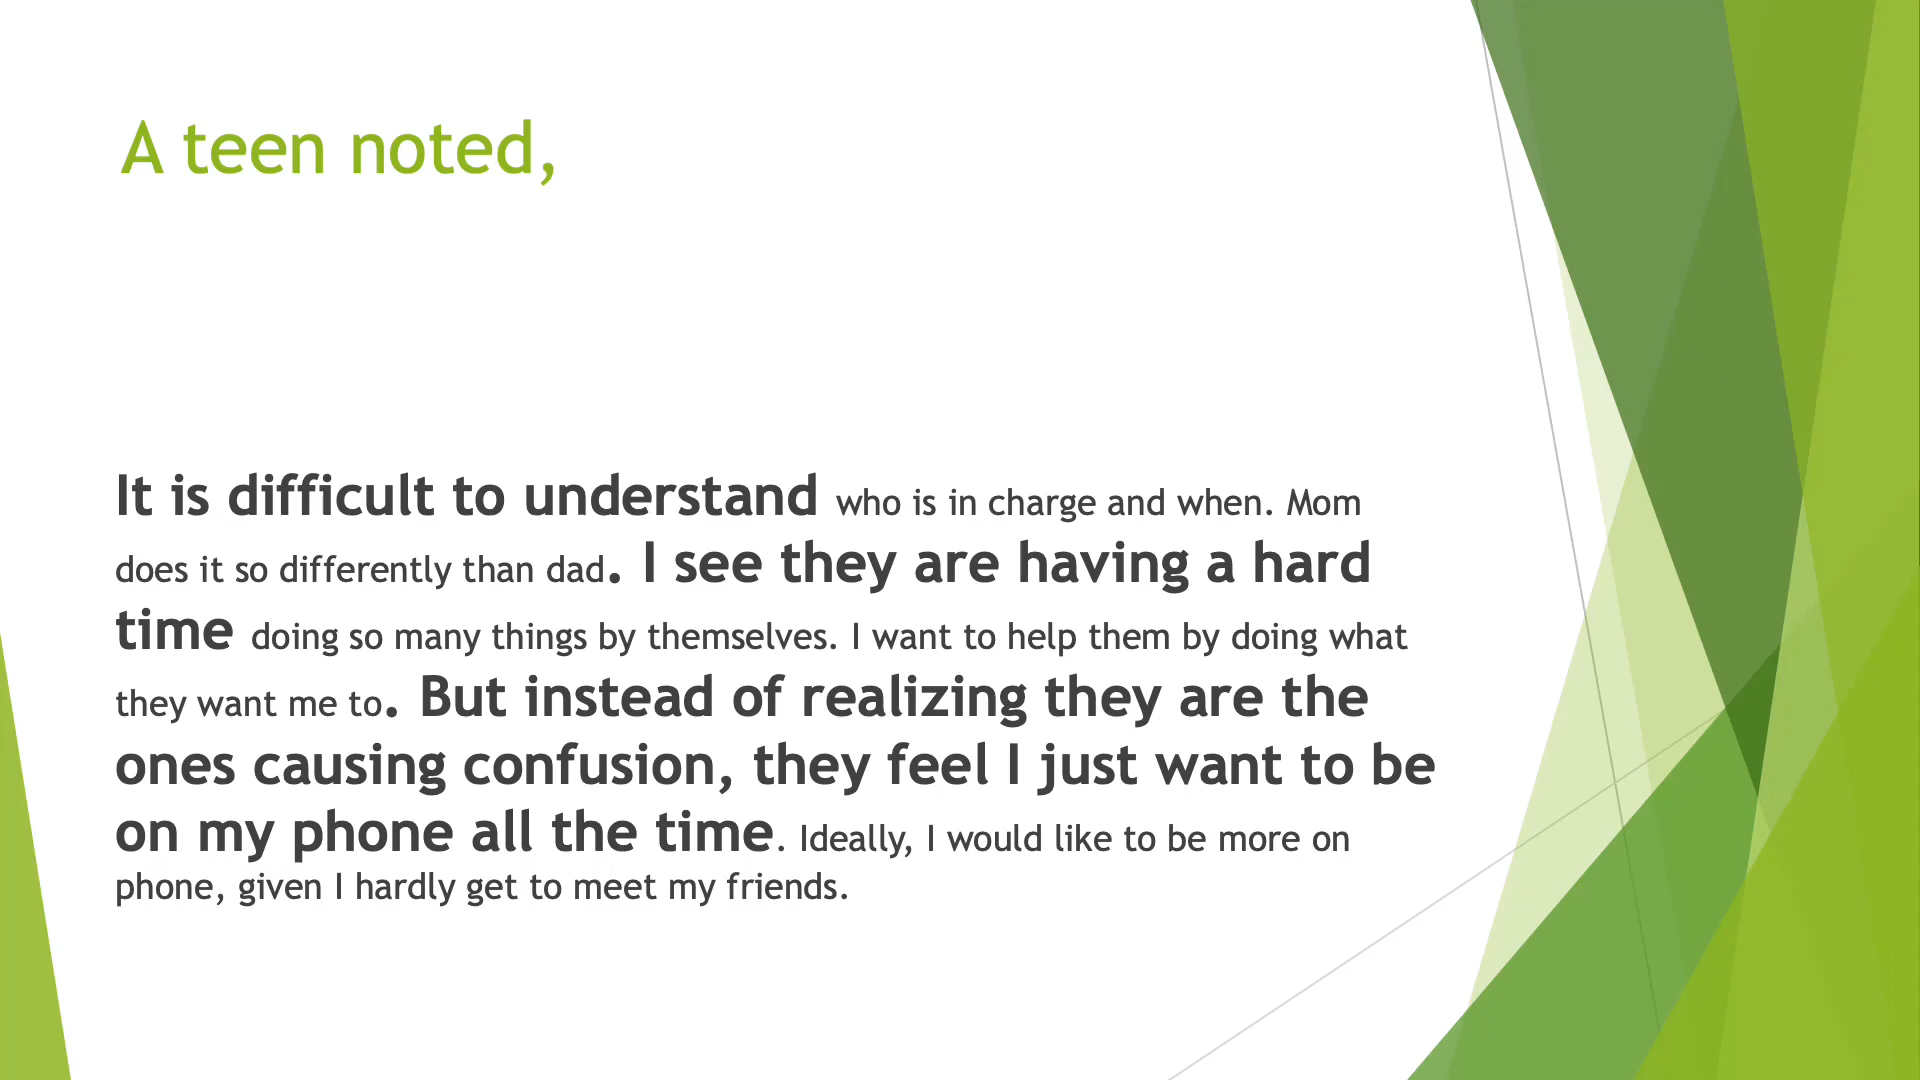 A teen noted,
It is difficult to understand who is in charge and when. Mom
does it so differently than dad. I see they are having a hard
time doing so many things by themselves. I want to help them by doing what
they want me to. But instead of realizing they are the
ones causing confusion, they feel I just want to be
on my phone all the time. Ideally, I would like to be more on
phone, given I hardly get to meet my friends.